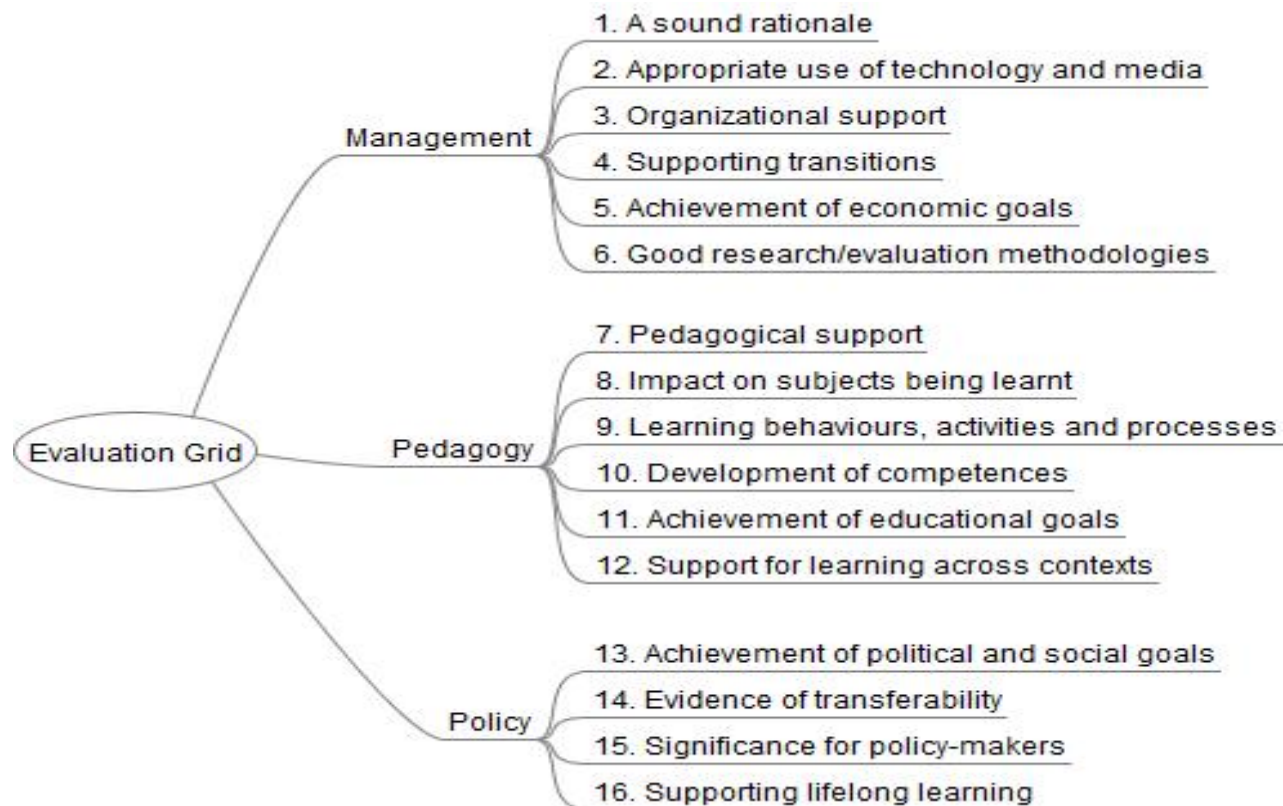 Evaluation Grid
Management
1. A sound rationale
2. Appropriate use of technology and media
3. Organizational support
4. Supporting transitions
5. Achievement of economic goals
6. Good research/evaluation methodologies
Pedagogy
7. Pedagogical support
8. Impact on subjects being learnt
9. Learning behaviours, activities and processes
10. Development of competences
11. Achievement of educational goals
12. Support for learning across contexts
Policy
13. Achievement of political and social goals
14. Evidence of transferability
15. Significance for policy-makers
16. Supporting lifelong learning